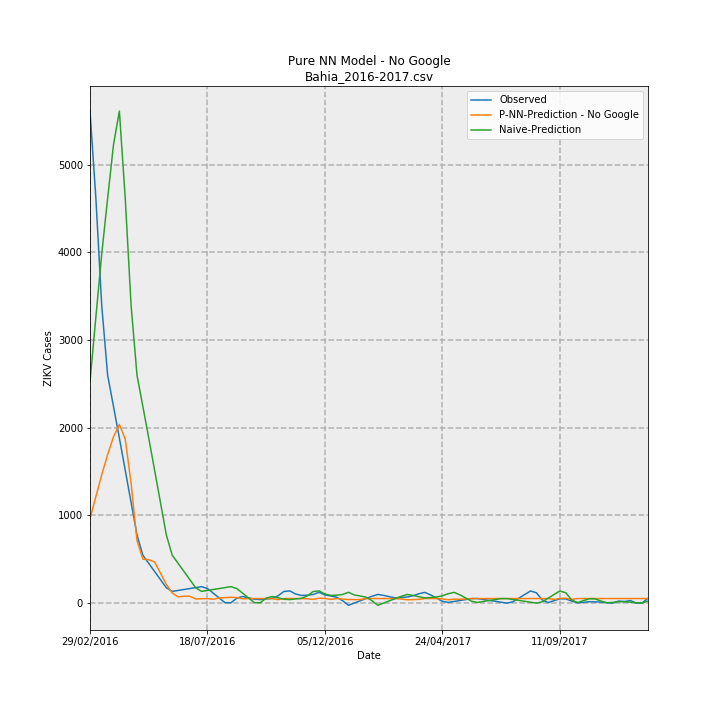 Pure NN Model - No Google
Bahia_2016-2017.csv
Observed
P-NN-Prediction - No Google
Naive-Prediction
ZIKV Cases
5000
4000
3000
2000
1000
0
29/02/2016
18/07/2016
05/12/2016
24/04/2017
11/09/2017
Date